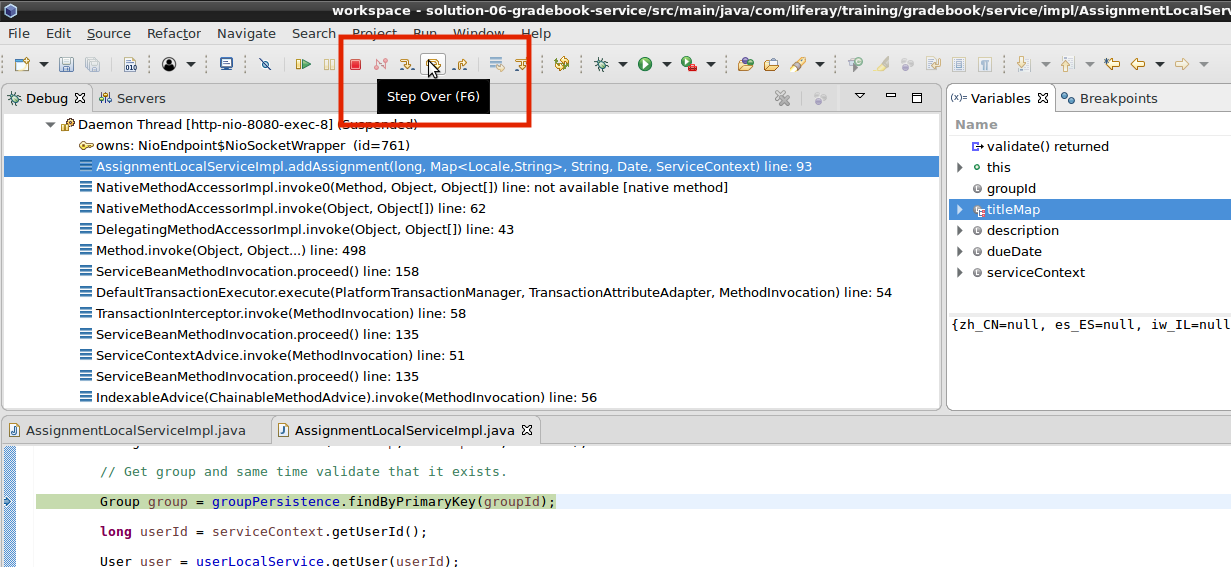 workspace - solution-06-gradebook-service/src/main/java/com/liferay/training/gradebook/service/impl/AssignmentLocalServ
File Edit Source Refactor Navigate Search Project Run Window Help
010
Step Over (F6)
Debug Servers
Daemon Thread [http-nio-8080-exec-8] (Suspended)
owns: NioEndpoint$NioSocketWrapper (id=761)
AssignmentLocalServiceImpl.addAssignment(long, Map<Locale,String>, String, Date, ServiceContext) line: 93
NativeMethodAccessorImpl.invoke0(Method, Object, Object[]) line: not available [native method]
NativeMethodAccessorImpl.invoke(Object, Object[]) line: 62
DelegatingMethodAccessorImpl.invoke(Object, Object[]) line: 43
Method.invoke(Object, Object...) line: 498
ServiceBeanMethodInvocation.proceed() line: 158
DefaultTransactionExecutor.execute(PlatformTransactionManager, TransactionAttributeAdapter, MethodInvocation) line: 54
TransactionInterceptor.invoke(MethodInvocation) line: 58
ServiceBeanMethodInvocation.proceed() line: 135
ServiceContextAdvice.invoke(MethodInvocation) line: 51
ServiceBeanMethodInvocation.proceed() line: 135
IndexableAdvice(ChainableMethodAdvice).invoke(MethodInvocation) line: 56
(x)= Variables Breakpoints
Name
validate() returned
this
groupId
titleMap
description
dueDate
serviceContext
{zh_CN=null, es_ES=null, iw_IL=null
AssignmentLocalServiceImpl.java AssignmentLocalServiceImpl.java
// Get group and same time validate that it exists.
Group group = groupPersistence.findByPrimaryKey(groupId);
long userId = serviceContext.getUserId();
User user = userLocalService.getUser(userId);